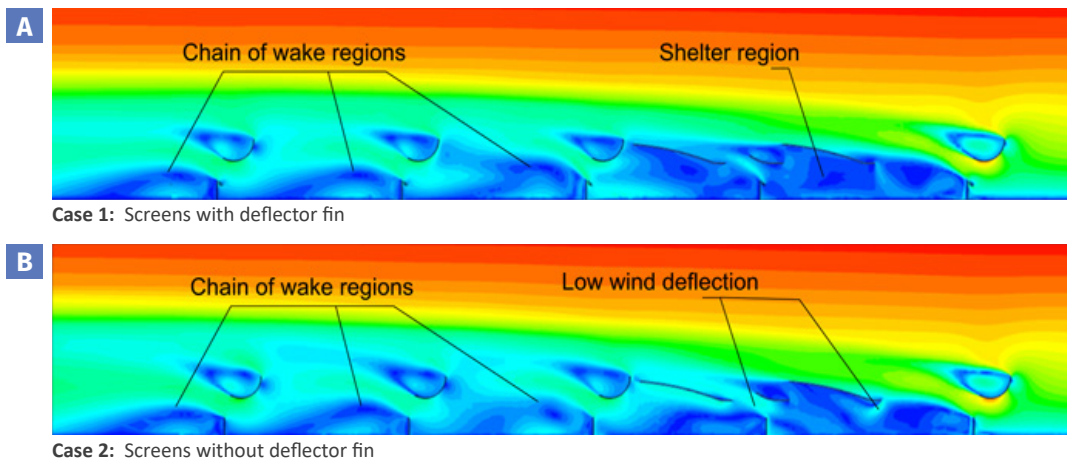 A
Chain of wake regions
Shelter region
Case 1: Screens with deflector fin
B
Chain of wake regions
Low wind deflection
Case 2: Screens without deflector fin